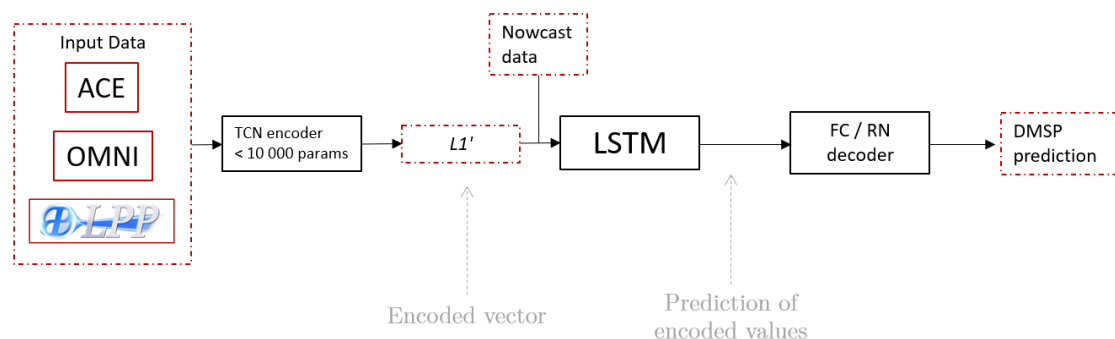 Input Data
ACE
OMNI
LPP
TCN encoder
< 10 000 params
L1'
Nowcast
data
LSTM
FC / RN
decoder
DMSP
prediction
Encoded vector
Prediction of
encoded values